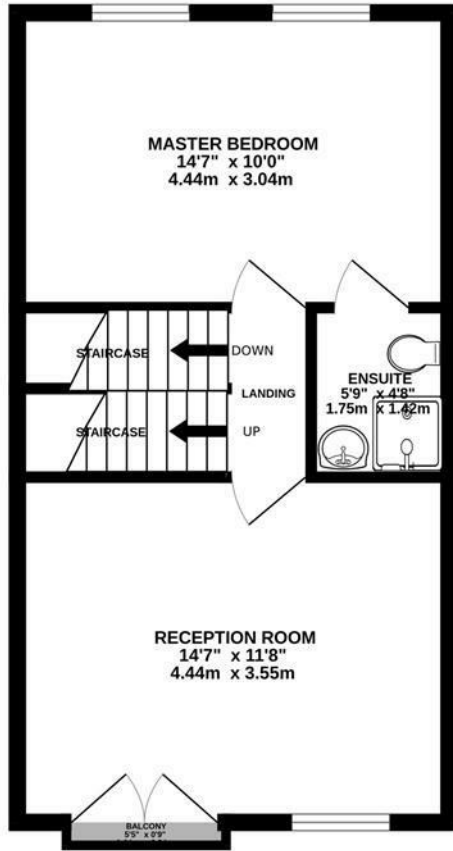 MASTER BEDROOM
14'7" x 10'0"
4.44m x 3.04m
STAIRCASE
DOWN
LANDING
STAIRCASE
UP
ENSUITE
5'9" x 4'8"
1.75m x 1.42m
RECEPTION ROOM
14'7" x 11'8"
4.44m x 3.55m
BALCONY
5'5" x 0'9"